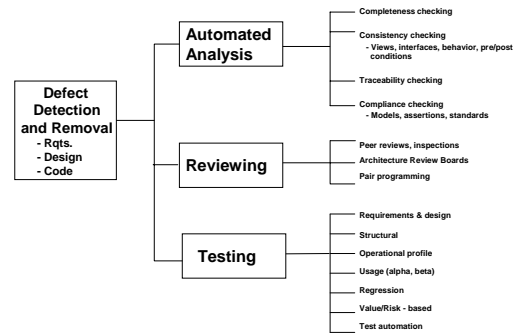 Defect
Detection
and Removal
- Rqts.
- Design
- Code
Automated
Analysis
Completeness checking
Consistency checking
- Views, interfaces, behavior, pre/post
conditions
Traceability checking
Compliance checking
- Models, assertions, standards
Reviewing
Peer reviews, inspections
Architecture Review Boards
Pair programming
Testing
Requirements & design
Structural
Operational profile
Usage (alpha, beta)
Regression
Value/Risk - based
Test automation